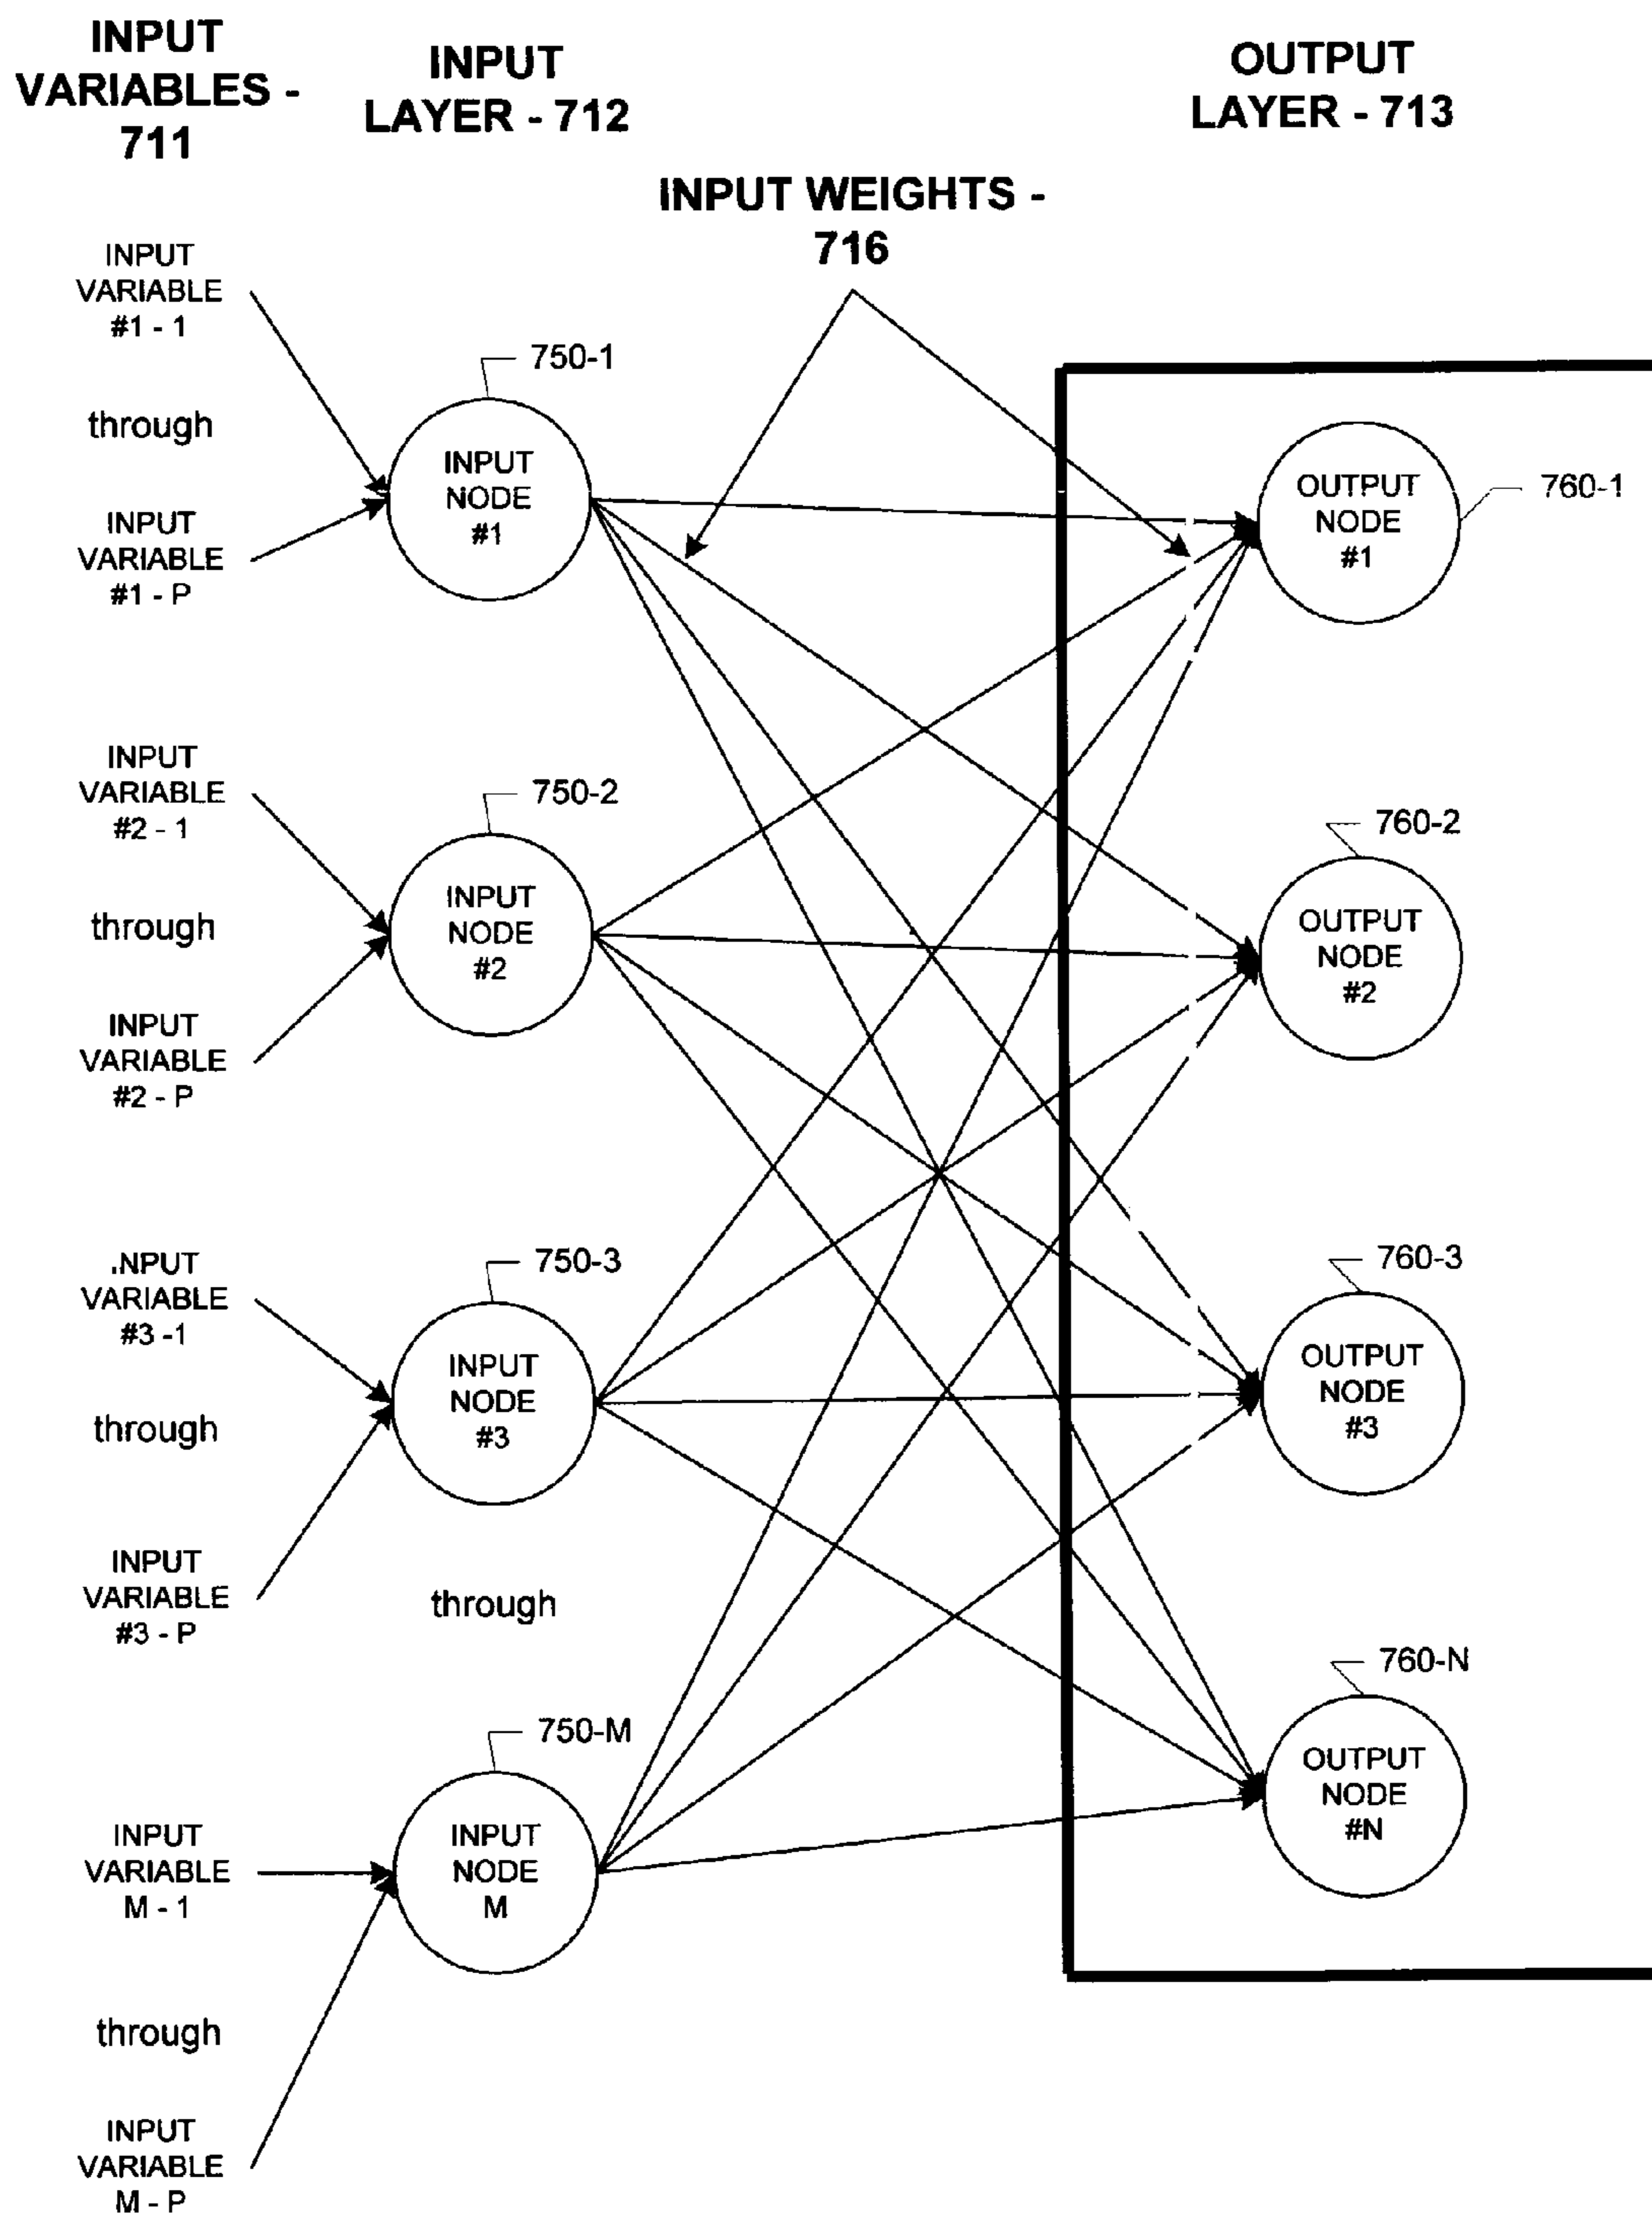 INPUT
VARIABLES -
711
INPUT
LAYER - 712
OUTPUT
LAYER - 713
INPUT WEIGHTS -
716
INPUT
VARIABLE
#1 - 1
through
INPUT
VARIABLE
#1 - P
750-1
INPUT
NODE
#1
OUTPUT
NODE
#1
760-1
INPUT
VARIABLE
#2 - 1
through
INPUT
VARIABLE
#2 - P
750-2
INPUT
NODE
#2
760-2
OUTPUT
NODE
#2
.NPUT
VARIABLE
#3 -1
through
INPUT
VARIABLE
#3 - P
750-3
INPUT
NODE
#3
through
760-3
OUTPUT
NODE
#3
750-M
INPUT
NODE
M
760-N
OUTPUT
NODE
#N
INPUT
VARIABLE
M - 1
through
INPUT
VARIABLE
M - P